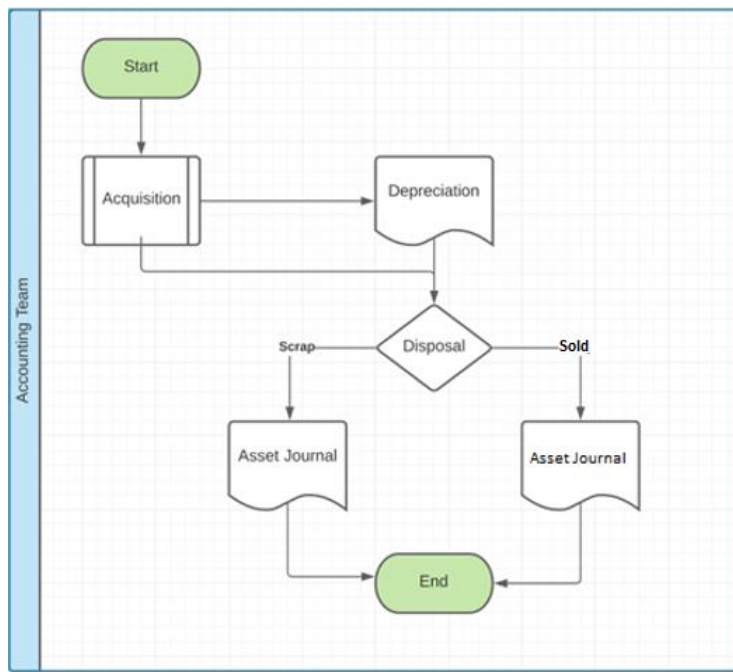 Accounting Team
Start
Acquisition
Depreciation
Disposal
Scrap
Sold
Asset Journal
Asset Journal
End